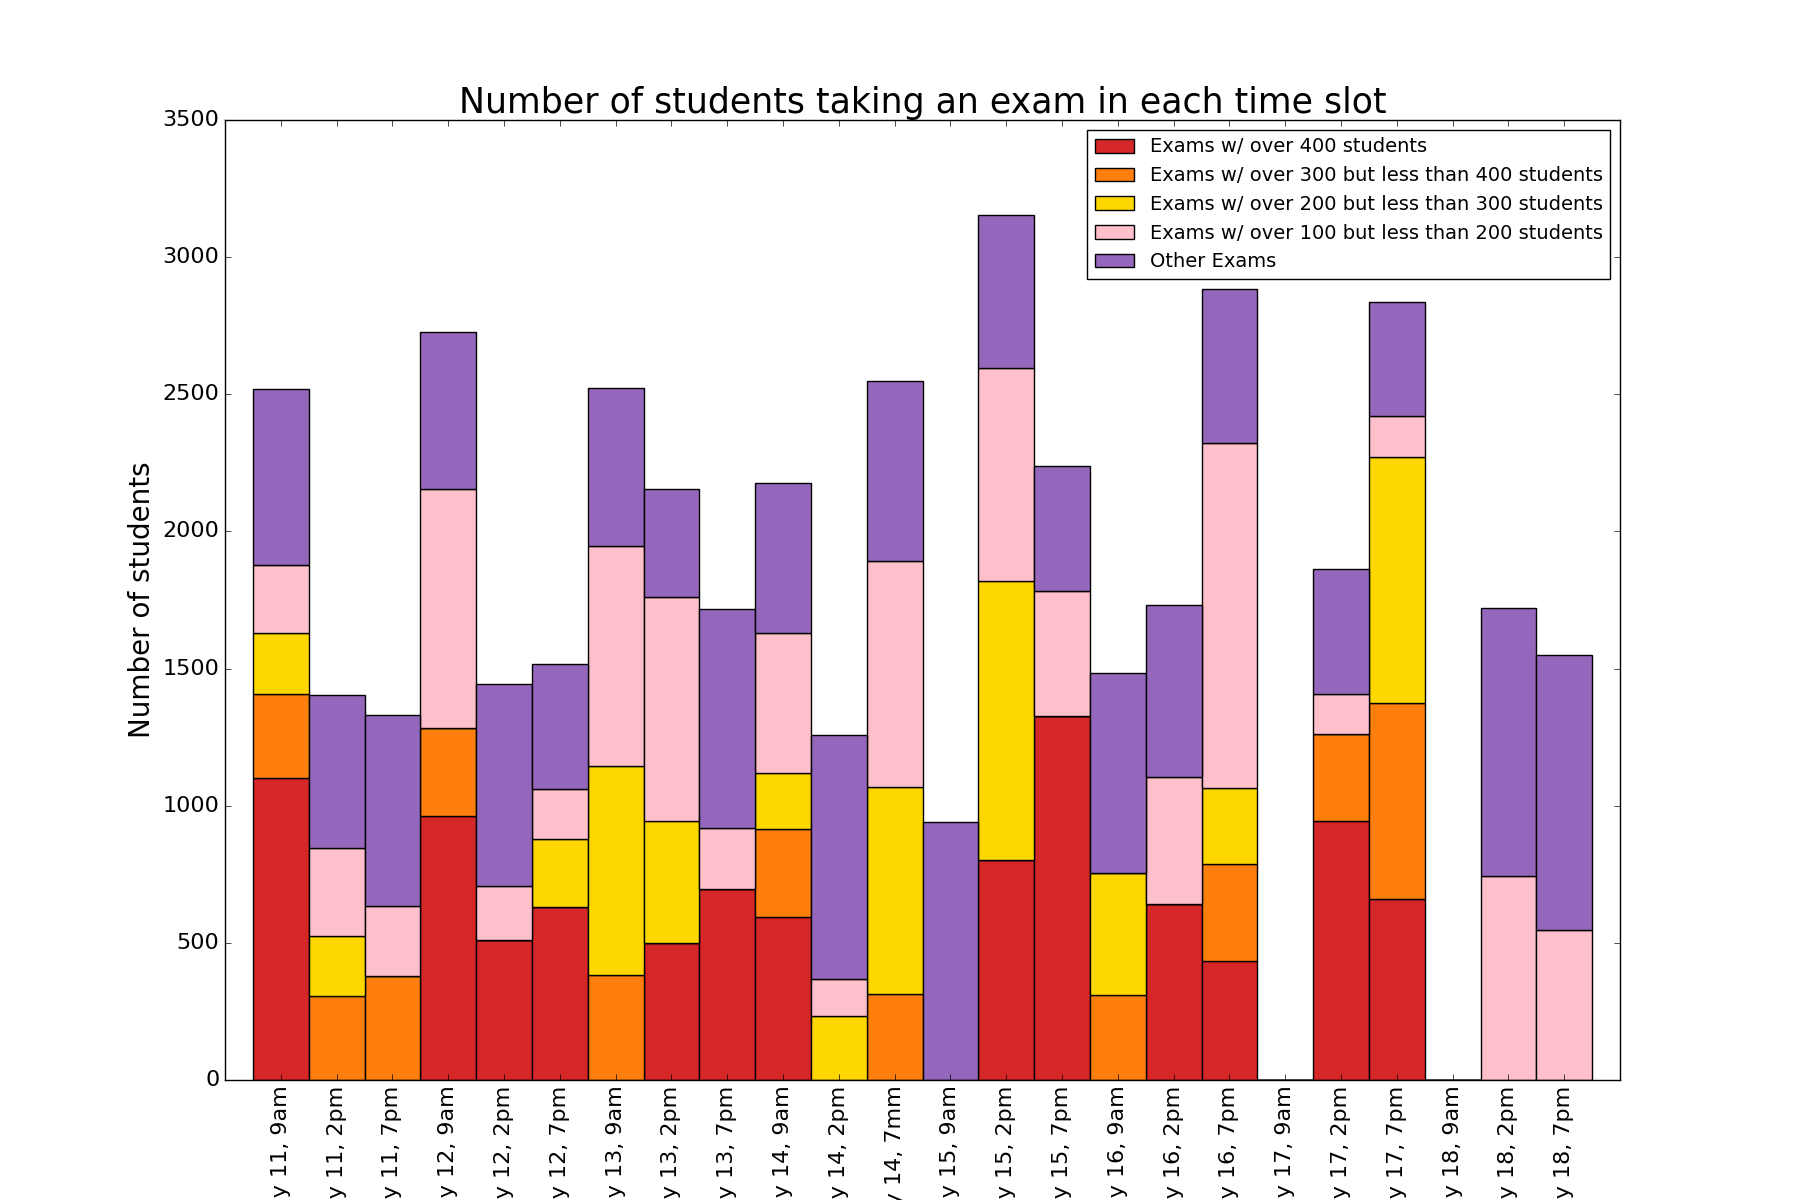 Number of students taking an exam in each time slot
Exams w/ over 400 students
Exams w/ over 300 but less than 400 students
Exams w/ over 200 but less than 300 students
Exams w/ over 100 but less than 200 students
Other Exams
Number of students
3500
3000
2500
2000
1500
1000
500
0
y 11, 9am
y 11, 2pm
y 11, 7pm
y 12, 9am
y 12, 2pm
y 12, 7pm
y 13, 9am
y 13, 2pm
y 13, 7pm
y 14, 9am
y 14, 2pm
y 14, 7mm
y 15, 9am
y 15, 2pm
y 15, 7pm
y 16, 9am
y 16, 2pm
y 16, 7pm
y 17, 9am
y 17, 2pm
y 17, 7pm
y 18, 9am
y 18, 2pm
y 18, 7pm